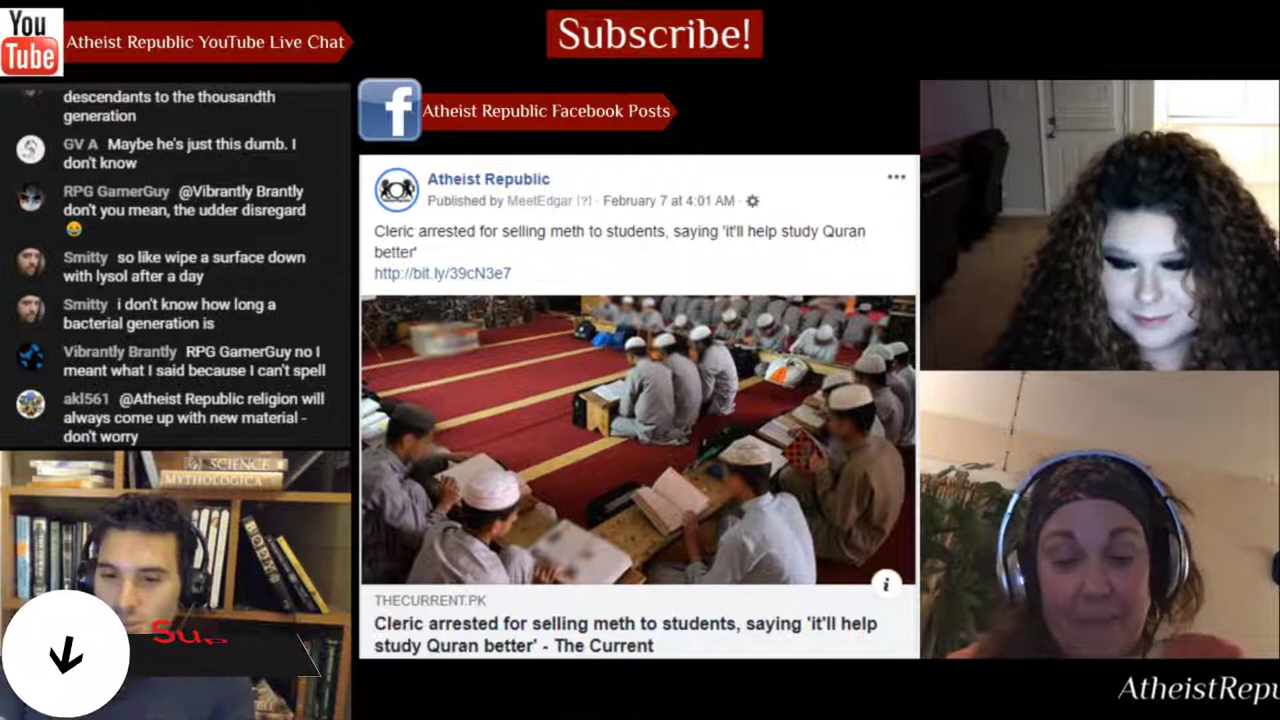 You
Tube
Atheist Republic YouTube Live Chat
Subscribe!
descendants to the thousandth
generation
GV A Maybe he's just this dumb. I
don't know
RPG GamerGuy @Vibrantly Brantly
don't you mean, the udder disregard
😂
Smitty so like wipe a surface down
with lysol after a day
Smitty i don't know how long a
bacterial generation is
Vibrantly Brantly RPG GamerGuy no I
meant what I said because I can't spell
akl561 @Atheist Republic religion will
always come up with new material -
don't worry
f
Atheist Republic Facebook Posts
Atheist Republic
Published by MeetEdgar [?] · February 7 at 4:01 AM ·
Cleric arrested for selling meth to students, saying 'it'll help study Quran
better'
http://bit.ly/39cN3e7
i
THECURRENT.PK
Cleric arrested for selling meth to students, saying 'it'll help
study Quran better' - The Current
SCIENCE
MYTHOLOGICA
Sup
AtheistRepu